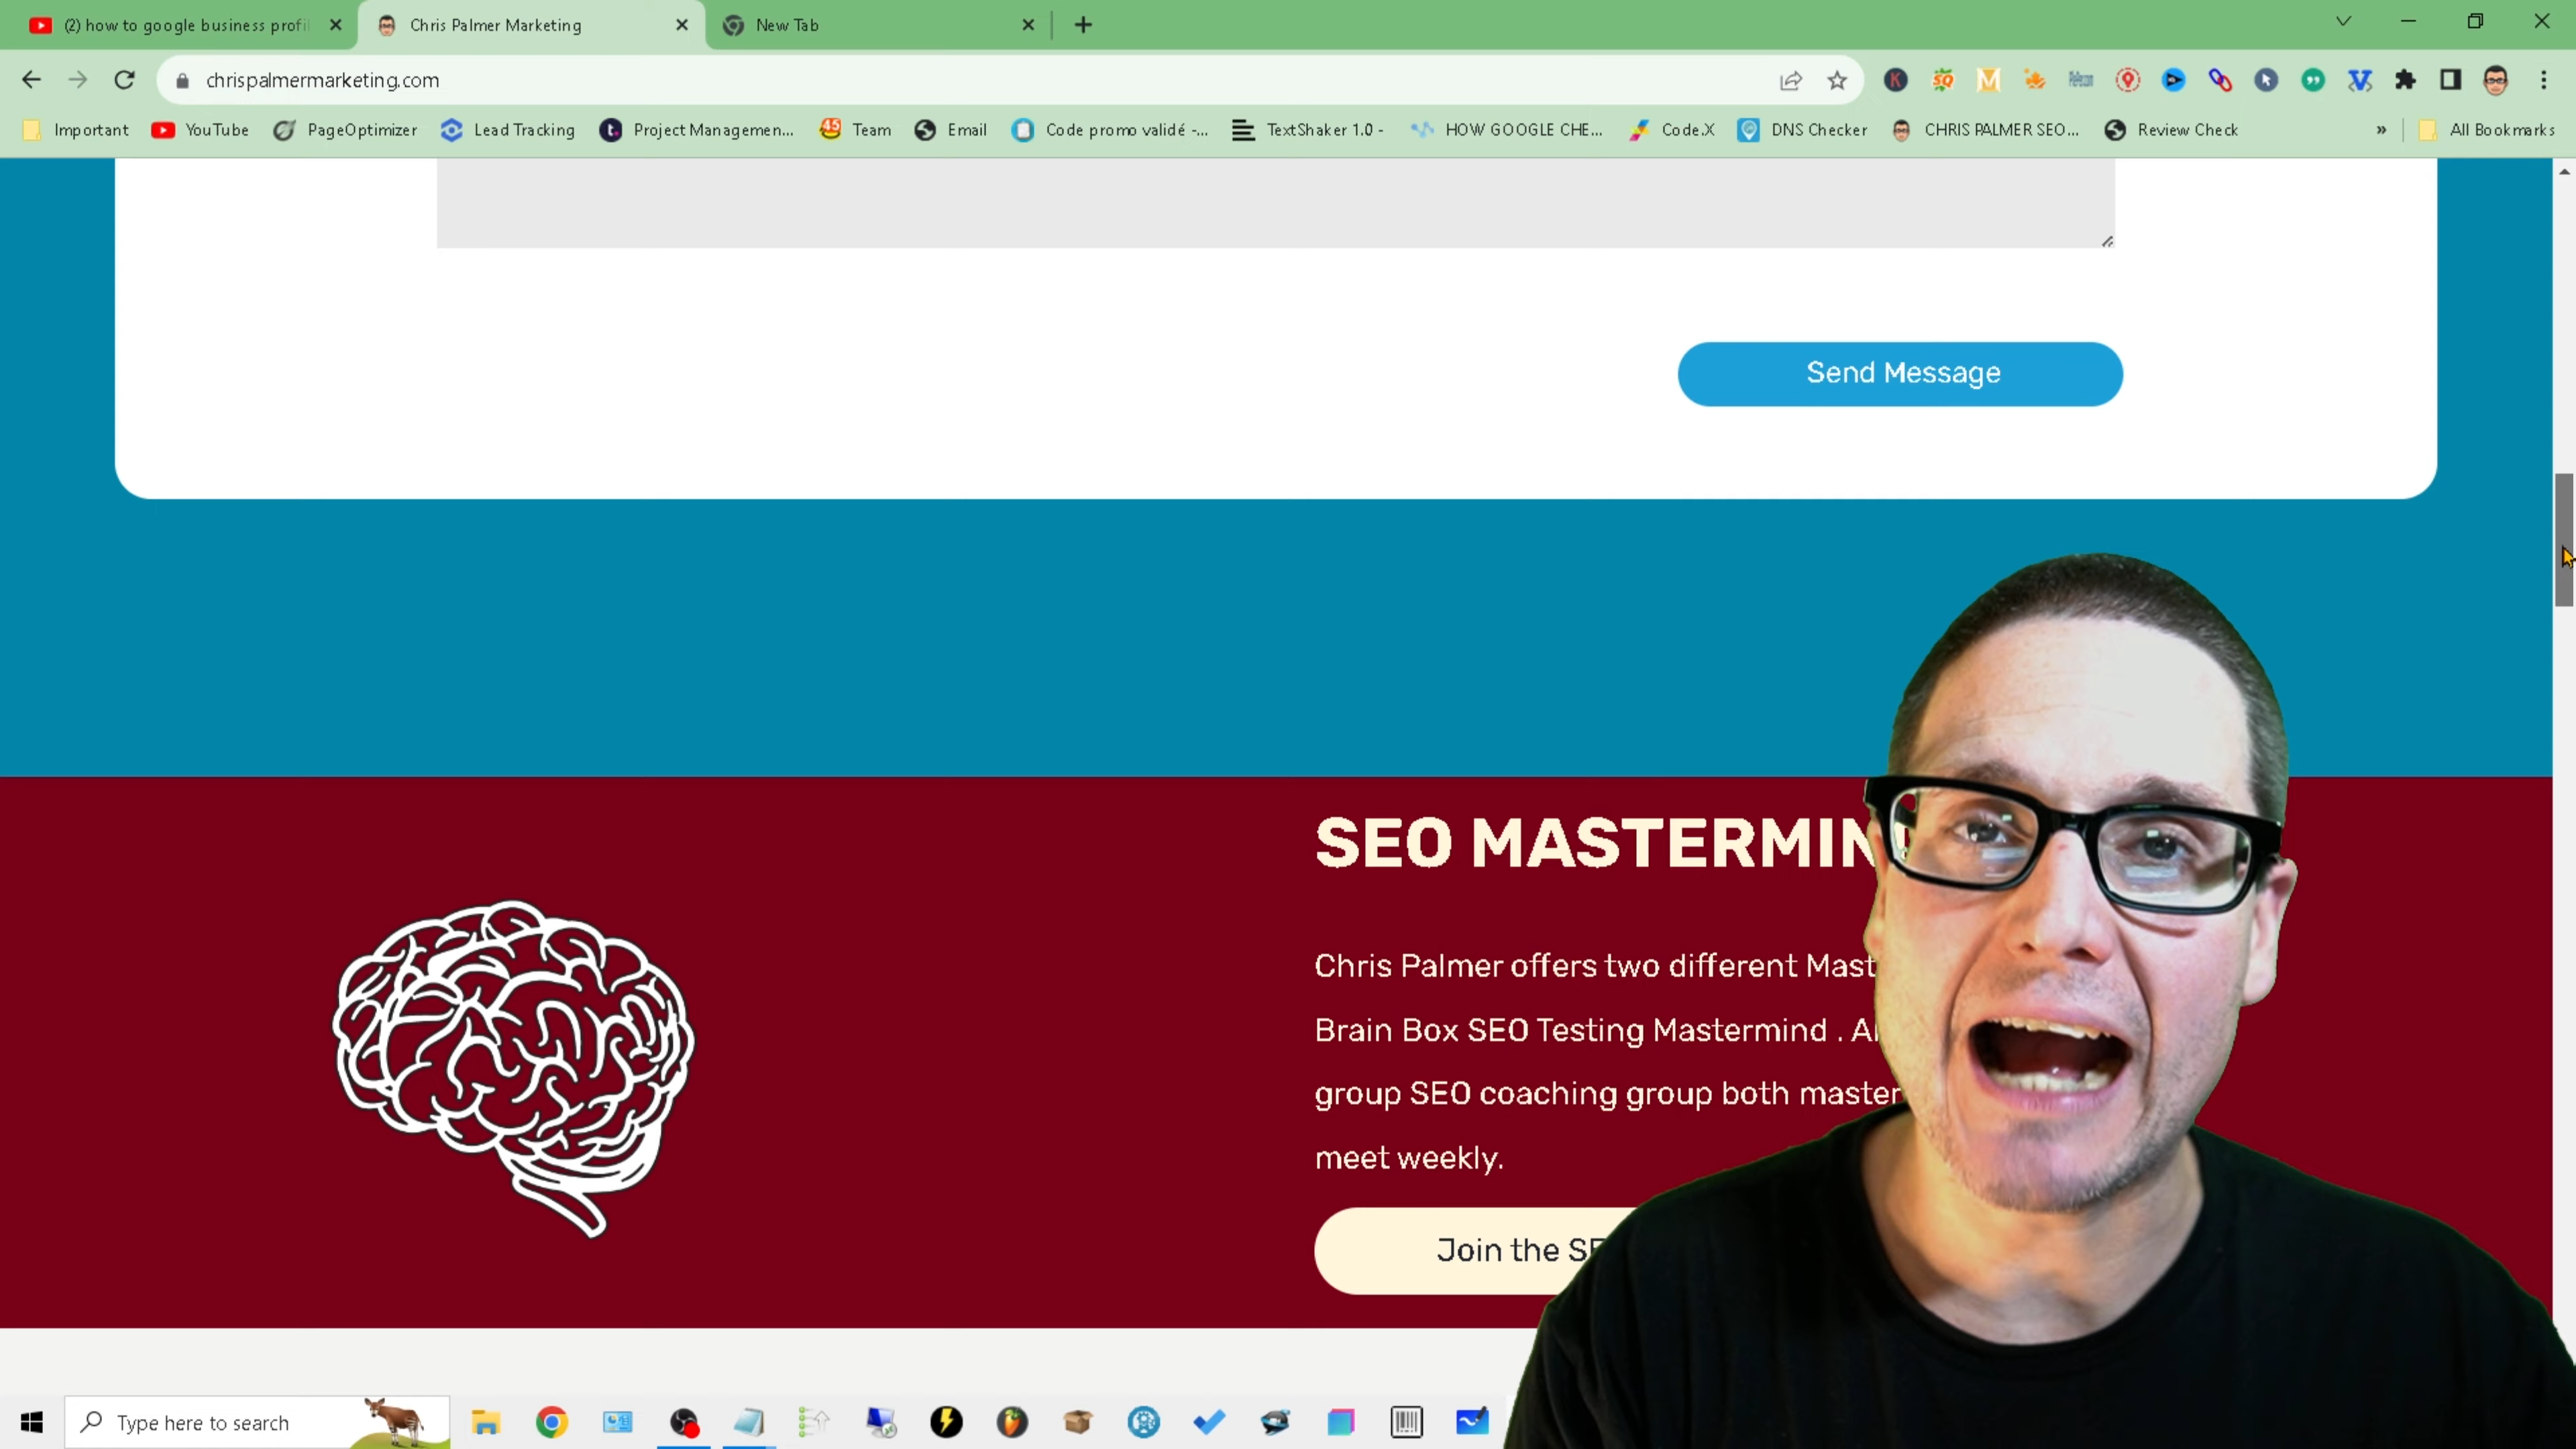 (2) how to google business profi
Chris Palmer Marketing
New Tab
chrispalmermarketing.com
Important
YouTube
PageOptimizer
Lead Tracking
Project Managemen...
Team
Email
Code promo validé -...
TextShaker 1.0 -
HOW GOOGLE CHE...
Code.X
DNS Checker
CHRIS PALMER SEO...
Review Check
All Bookmarks
Send Message
SEO MASTERMIN
Chris Palmer offers two different Mast
Brain Box SEO Testing Mastermind . Al
group SEO coaching group both master
meet weekly.
Join the SE
Type here to search